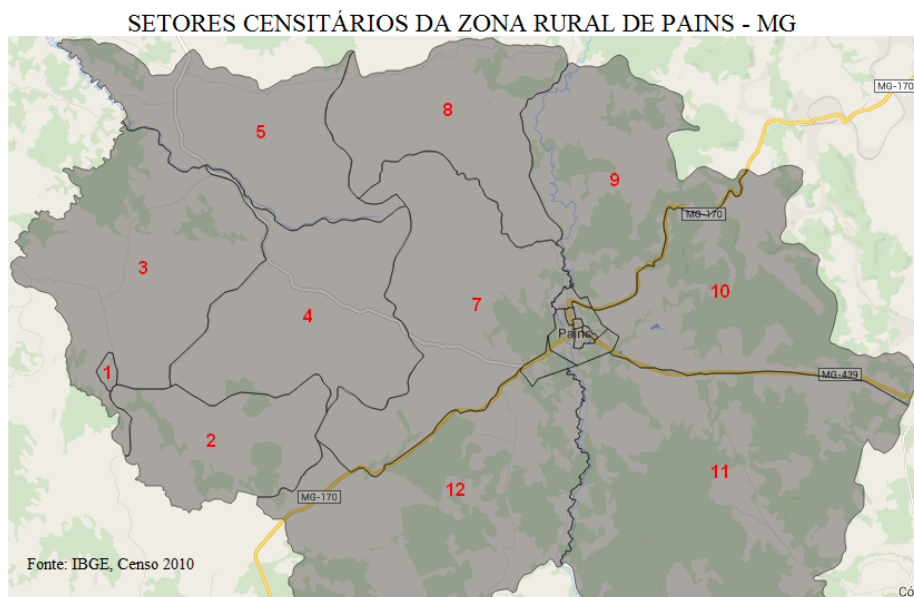 SETORES CENSITÁRIOS DA ZONA RURAL DE PAINS - MG
MG-170
8
5
9
MG-170
3
10
7
4
Pains
1
MG-439
2
11
12
MG-170
Fonte: IBGE, Censo 2010
Có